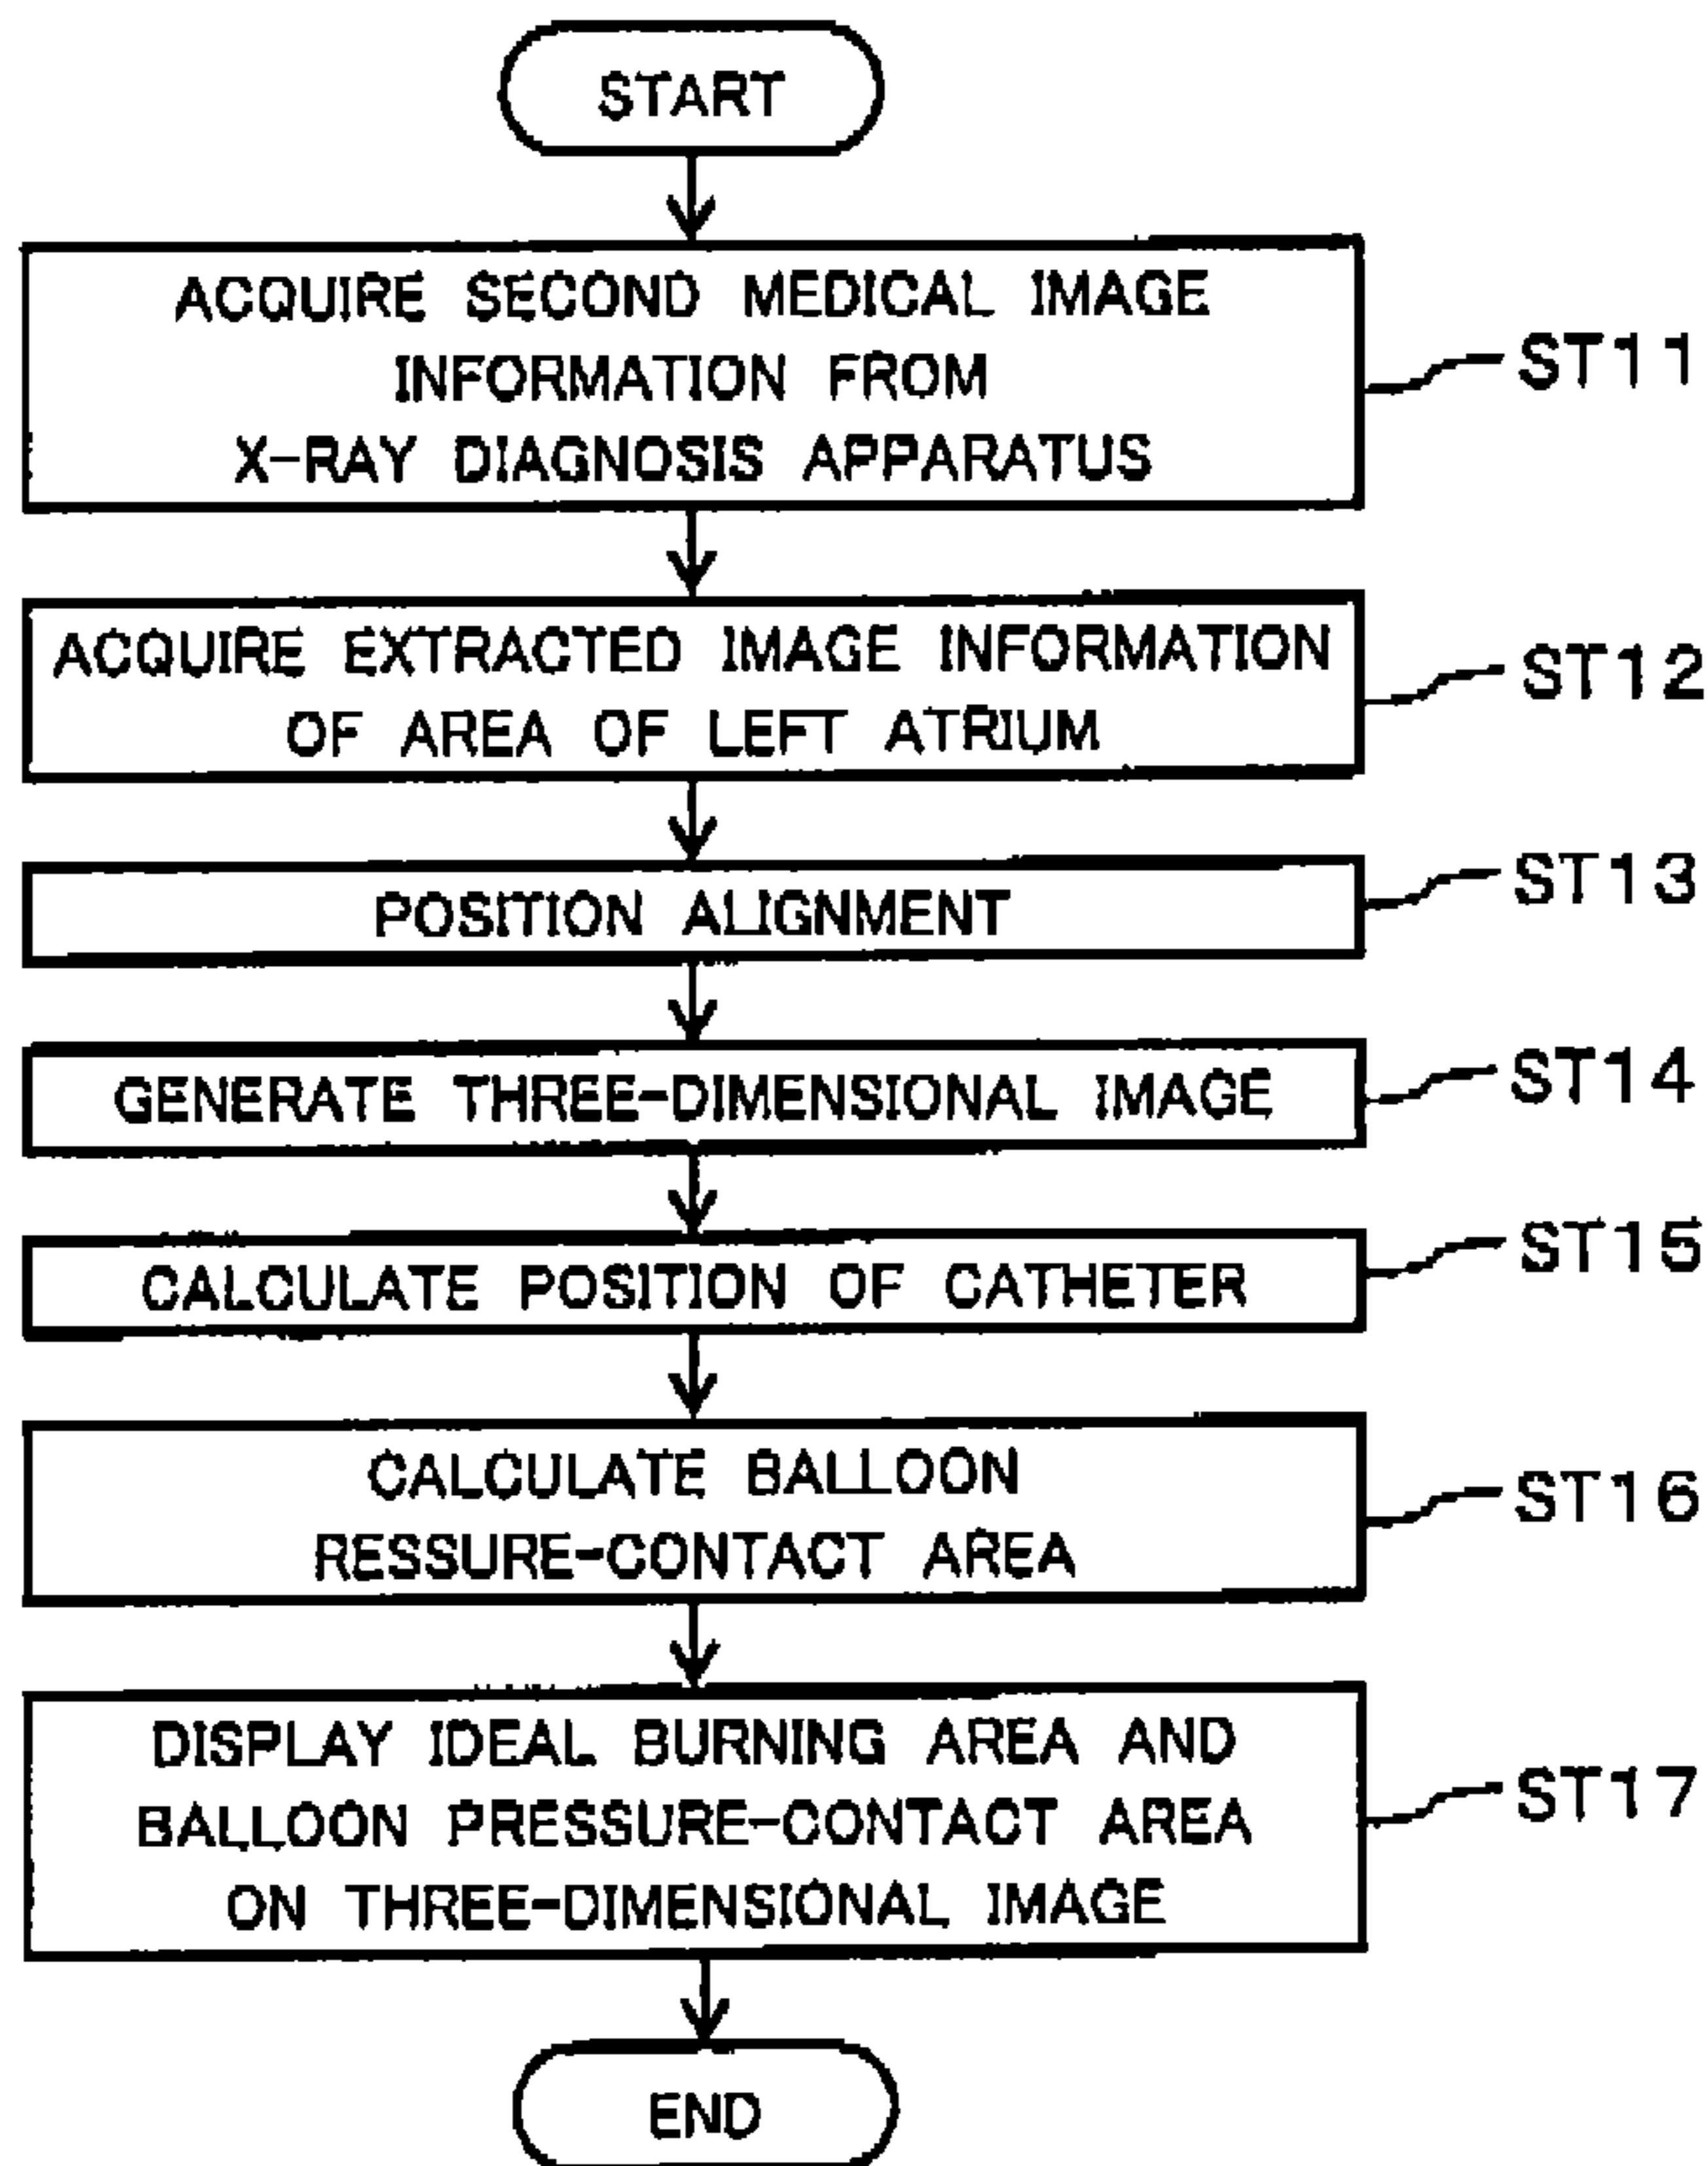 START
ACQUIRE SECOND MEDICAL IMAGE
INFORMATION FROM
X-RAY DIAGNOSIS APPARATUS
ST11
ACQUIRE EXTRACTED IMAGE INFORMATION
OF AREA OF LEFT ATRIUM
ST12
POSITION ALIGNMENT
ST13
GENERATE THREE-DIMENSIONAL IMAGE
ST14
CALCULATE POSITION OF CATHETER
ST15
CALCULATE BALLOON
RESSURE-CONTACT AREA
ST16
DISPLAY IDEAL BURNING AREA AND
BALLOON PRESSURE-CONTACT AREA
ON THREE-DIMENSIONAL IMAGE
ST17
END